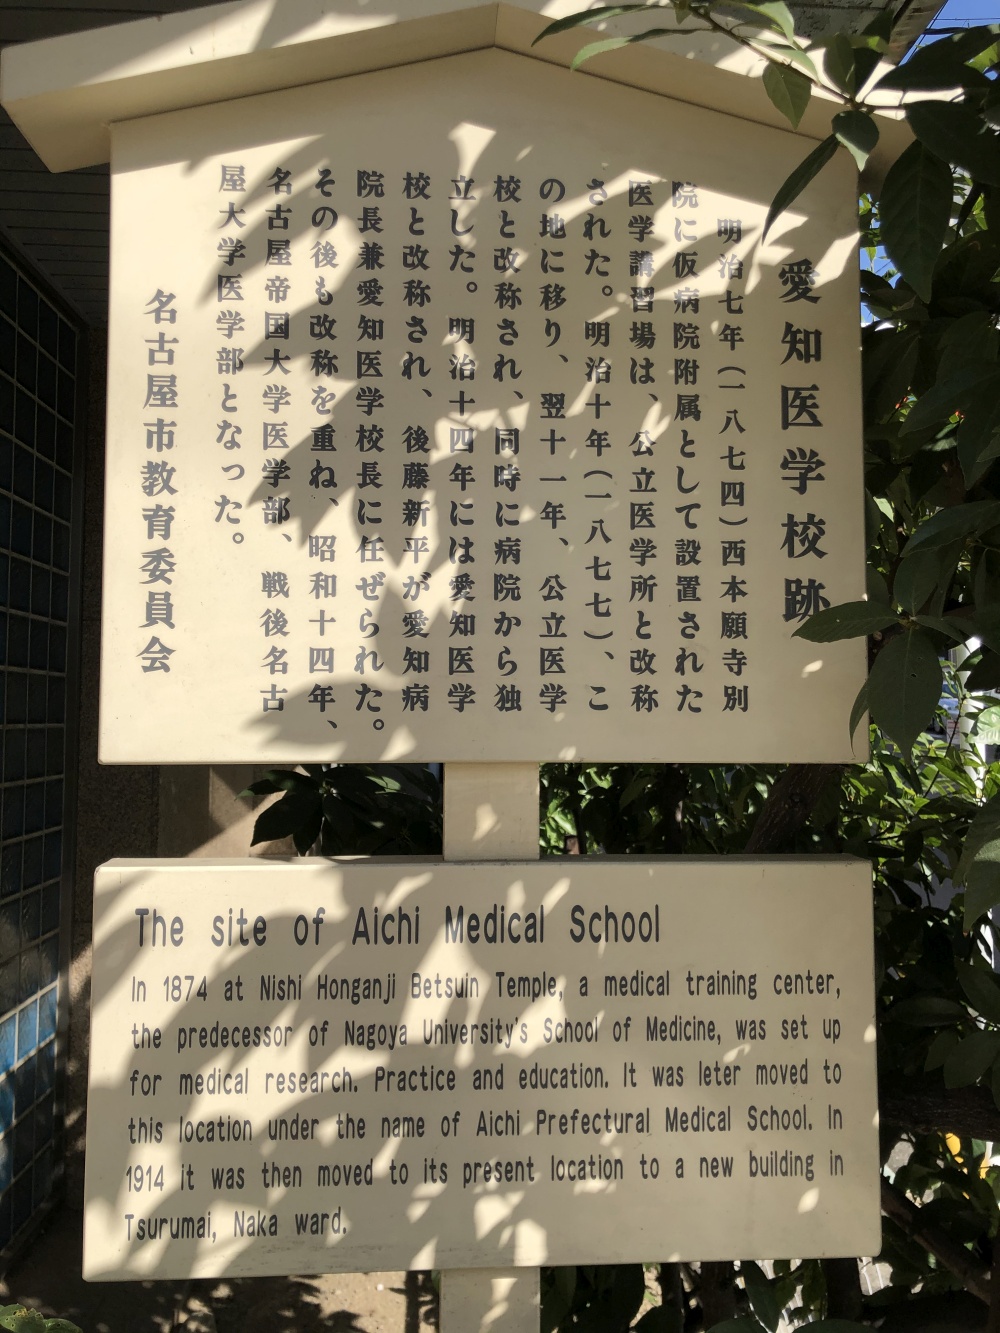 愛知医学校跡
明治七年(一八七四)西本願寺別
院に仮病院附属として設置された
医学講習場は、公立医学所と改称
された。明治十年(一八七七)、こ
の地に移り、翌十一年、公立医学
校と改称され、同時に病院から独
立した。明治十四年には愛知医学
校と改称され、後藤新平が愛知病
院長兼愛知医学校長に任ぜられた。
その後も改称を重ね、昭和十四年、
名古屋帝国大学医学部、戦後名古
屋大学医学部となった。
名古屋市教育委員会
The site of Aichi Medical School
In 1874 at Nishi Honganji Betsuin Temple, a medical training center,
the predecessor of Nagoya University's School of Medicine, was set up
for medical research. Practice and education. It was leter moved to
this location under the name of Aichi Prefectural Medical School. In
1914 it was then moved to its present location to a new building in
Tsurumai, Naka ward.